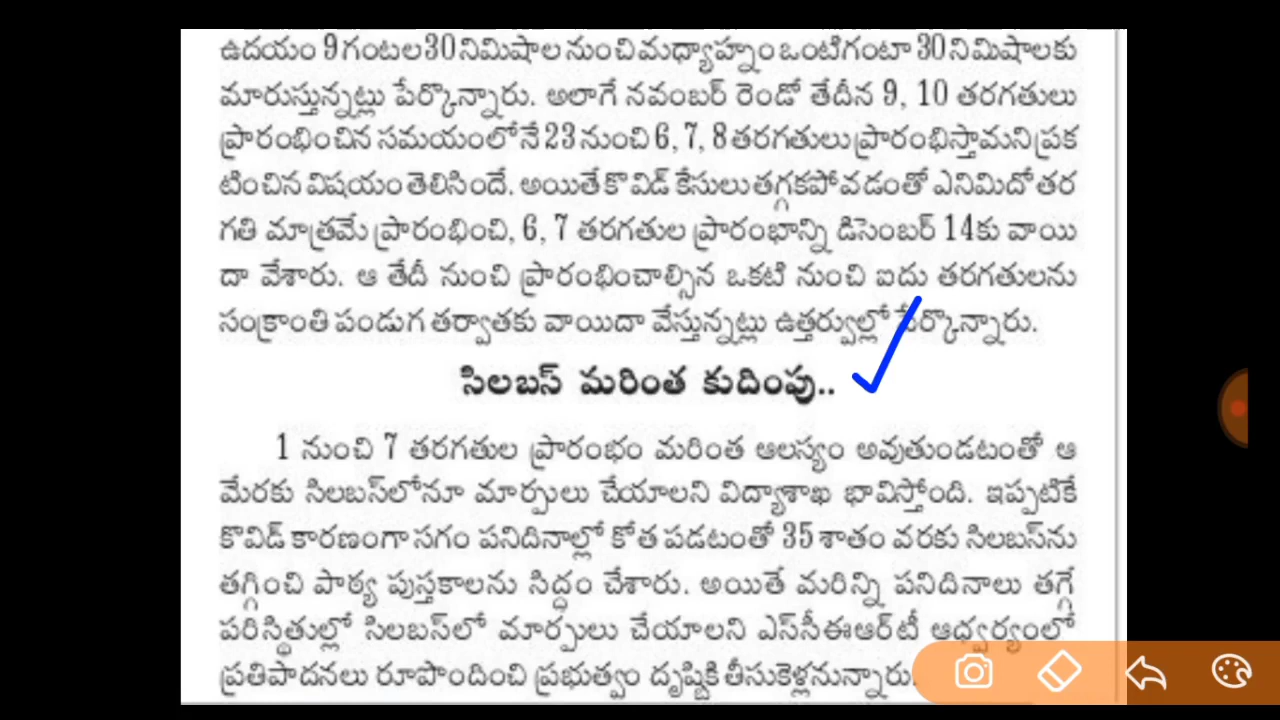 ఉదయం 9 గంటల 30 నిమిషాల నుంచి మధ్యాహ్నం ఒంటిగంటా 30 నిమిషాలకు
మారుస్తున్నట్లు పేర్కొన్నారు. అలాగే నవంబర్ రెండో తేదీన 9, 10 తరగతులు
ప్రారంభించిన సమయంలోనే 23 నుంచి 6, 7, 8 తరగతులు ప్రారంభిస్తామని ప్రక
టించిన విషయం తెలిసిందే. అయితే కొవిడ్ కేసులు తగ్గకపోవడంతో ఎనిమిదో తర
గతి మాత్రమే ప్రారంభించి, 6, 7 తరగతుల ప్రారంభాన్ని డిసెంబర్ 14కు వాయి
దా వేశారు. ఆ తేదీ నుంచి ప్రారంభించాల్సిన ఒకటి నుంచి ఐదు తరగతులను
సంక్రాంతి పండుగ తర్వాతకు వాయిదా వేస్తున్నట్లు ఉత్తర్వుల్లో పేర్కొన్నారు.
సిలబస్ మరింత కుదింపు..
1 నుంచి 7 తరగతుల ప్రారంభం మరింత ఆలస్యం అవుతుండటంతో ఆ
మేరకు సిలబస్‌లోనూ మార్పులు చేయాలని విద్యాశాఖ భావిస్తోంది. ఇప్పటికే
కొవిడ్ కారణంగా సగం పనిదినాల్లో కోత పడటంతో 35 శాతం వరకు సిలబస్‌ను
తగ్గించి పాఠ్య పుస్తకాలను సిద్ధం చేశారు. అయితే మరిన్ని పనిదినాలు తగ్గే
పరిస్థితుల్లో సిలబస్‌లో మార్పులు చేయాలని ఎస్‌సీఈఆర్‌టీ ఆధ్వర్యంలో
ప్రతిపాదనలు రూపొందించి ప్రభుత్వం దృష్టికి తీసుకెళ్లనున్నారు.